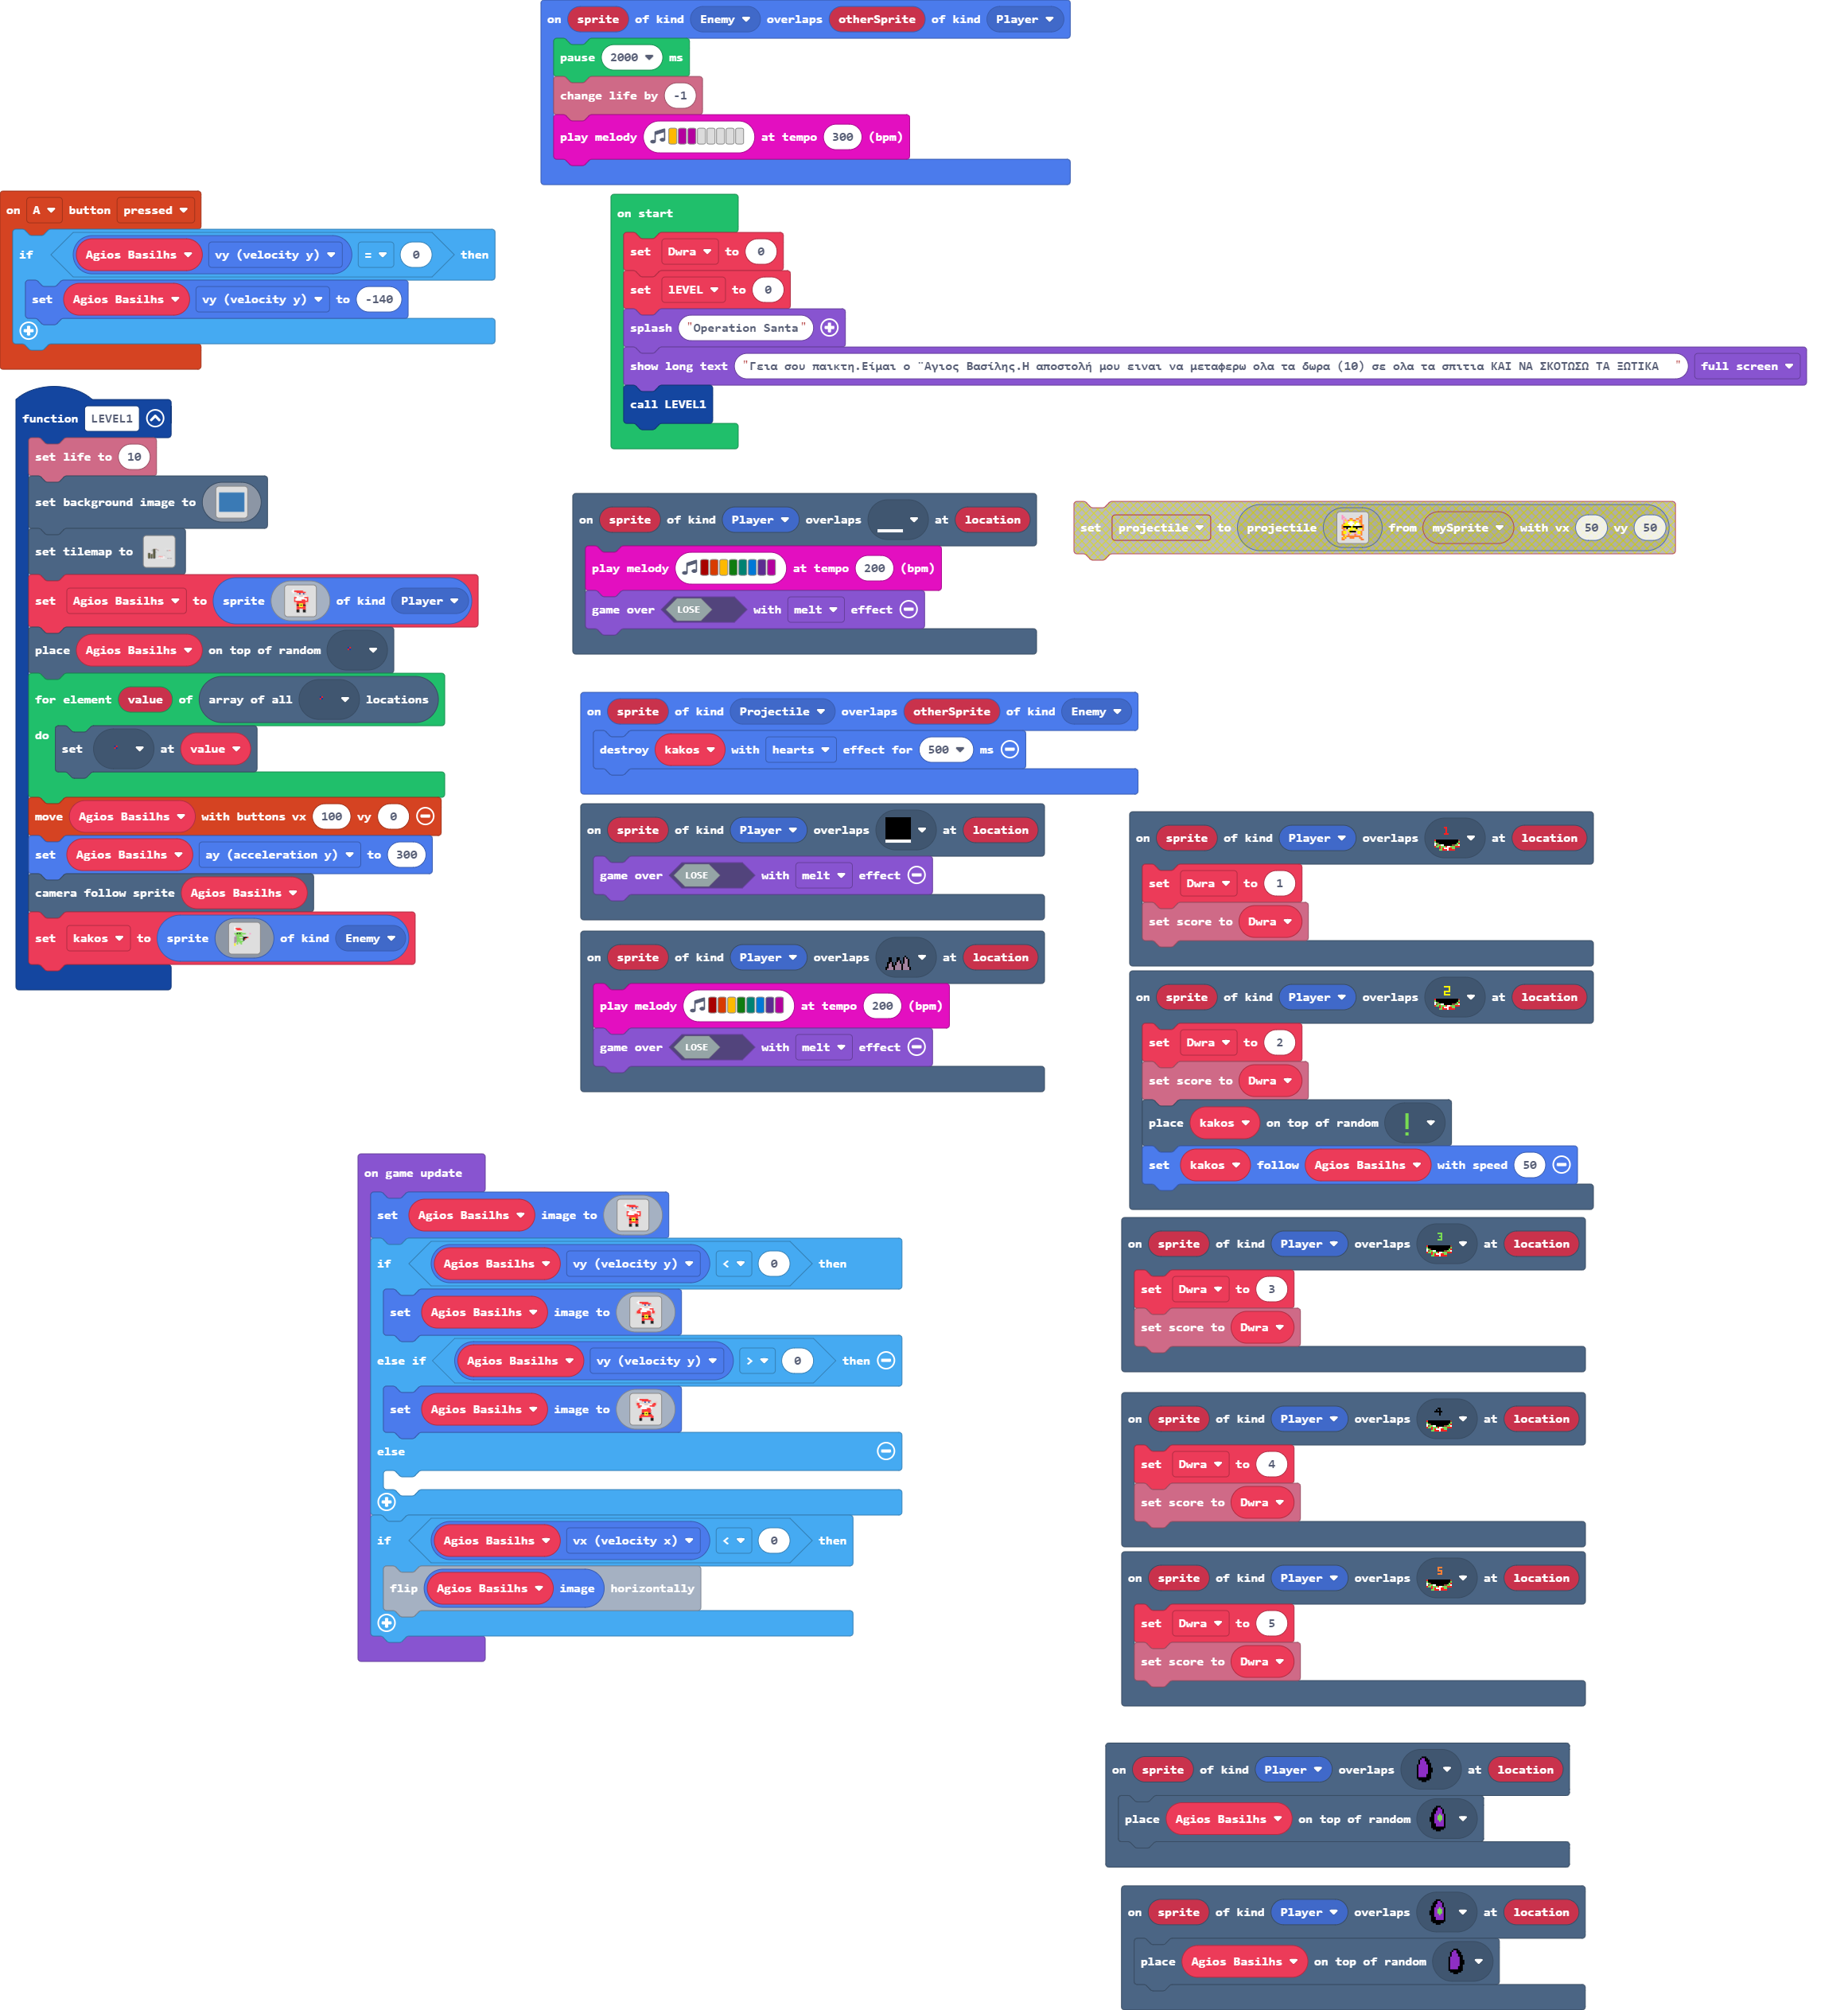 on sprite of kind Enemy overlaps otherSprite of kind Player
pause 2000 ms
change life by -1
play melody at tempo 300 (bpm)
on A button pressed
if Agios Basilhs vy (velocity y) = 0 then
set Agios Basilhs vy (velocity y) to -140
on start
set Dwra to 0
set lEVEL to 0
splash "Operation Santa"
show long text "Γεια σου παικτη.Είμαι ο ¨Αγιος Βασίλης.Η αποστολή μου ειναι να μεταφερω ολα τα δωρα (10) σε ολα τα σπιτια ΚΑΙ ΝΑ ΣΚΟΤΩΣΩ ΤΑ ΞΩΤΙΚΑ " full screen
call LEVEL1
function LEVEL1
set life to 10
set background image to
set tilemap to
set Agios Basilhs to sprite of kind Player
place Agios Basilhs on top of random
for element value of array of all locations
do
set at value
move Agios Basilhs with buttons vx 100 vy 0
set Agios Basilhs ay (acceleration y) to 300
camera follow sprite Agios Basilhs
set kakos to sprite of kind Enemy
on sprite of kind Player overlaps at location
play melody at tempo 200 (bpm)
game over LOSE with melt effect
set projectile to projectile from mySprite with vx 50 vy 50
on sprite of kind Projectile overlaps otherSprite of kind Enemy
destroy kakos with hearts effect for 500 ms
on sprite of kind Player overlaps at location
game over LOSE with melt effect
on sprite of kind Player overlaps at location
play melody at tempo 200 (bpm)
game over LOSE with melt effect
on sprite of kind Player overlaps 1 at location
set Dwra to 1
set score to Dwra
on sprite of kind Player overlaps 2 at location
set Dwra to 2
set score to Dwra
place kakos on top of random !
set kakos follow Agios Basilhs with speed 50
on sprite of kind Player overlaps 3 at location
set Dwra to 3
set score to Dwra
on sprite of kind Player overlaps 4 at location
set Dwra to 4
set score to Dwra
on sprite of kind Player overlaps 5 at location
set Dwra to 5
set score to Dwra
on game update
set Agios Basilhs image to
if Agios Basilhs vy (velocity y) < 0 then
set Agios Basilhs image to
else if Agios Basilhs vy (velocity y) > 0 then
set Agios Basilhs image to
else
if Agios Basilhs vx (velocity x) < 0 then
flip Agios Basilhs image horizontally
on sprite of kind Player overlaps at location
place Agios Basilhs on top of random
on sprite of kind Player overlaps at location
place Agios Basilhs on top of random